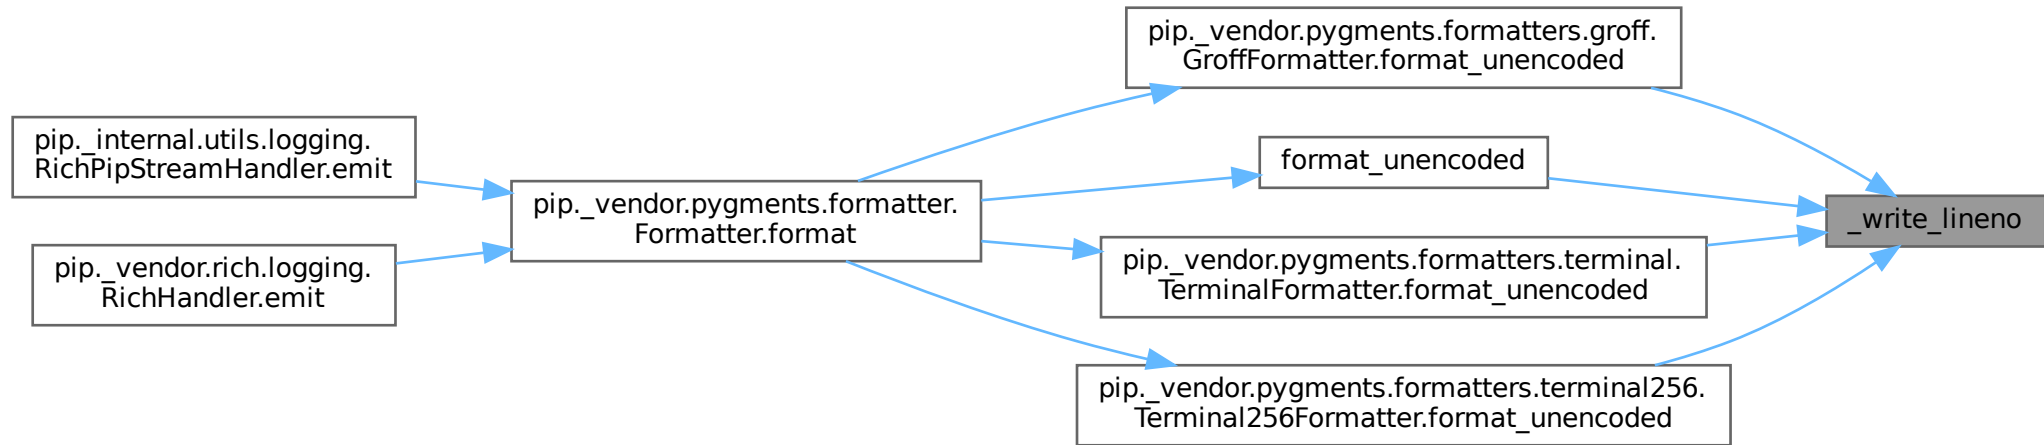 pip._internal.utils.logging.
RichPipStreamHandler.emit
pip._vendor.rich.logging.
RichHandler.emit
pip._vendor.pygments.formatter.
Formatter.format
pip._vendor.pygments.formatters.groff.
GroffFormatter.format_unencoded
format_unencoded
pip._vendor.pygments.formatters.terminal.
TerminalFormatter.format_unencoded
pip._vendor.pygments.formatters.terminal256.
Terminal256Formatter.format_unencoded
_write_lineno